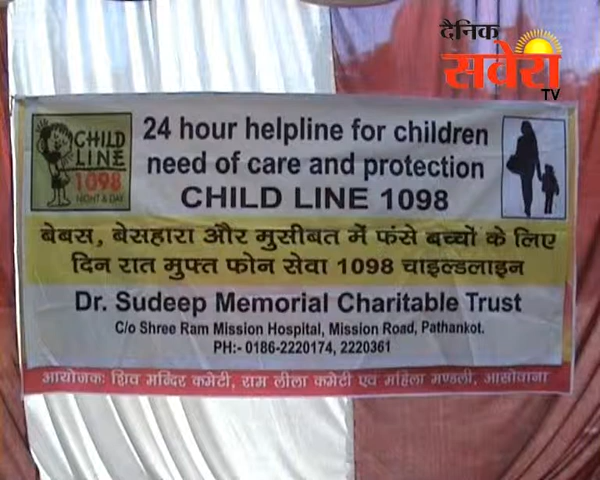 दैनिक
सवेरा
TV
CHILD
LINE
1098
NIGHT & DAY
24 hour helpline for children
need of care and protection
CHILD LINE 1098
बेबस, बेसहारा और मुसीबत में फंसे बच्चों के लिए
दिन रात मुफ्त फोन सेवा 1098 चाइल्डलाइन
Dr. Sudeep Memorial Charitable Trust
C/o Shree Ram Mission Hospital, Mission Road, Pathankot.
PH:- 0186-2220174, 2220361
आयोजकः शिव मन्दिर कमेटी, राम लीला कमेटी एवं महिला मण्डली, आसोवाना